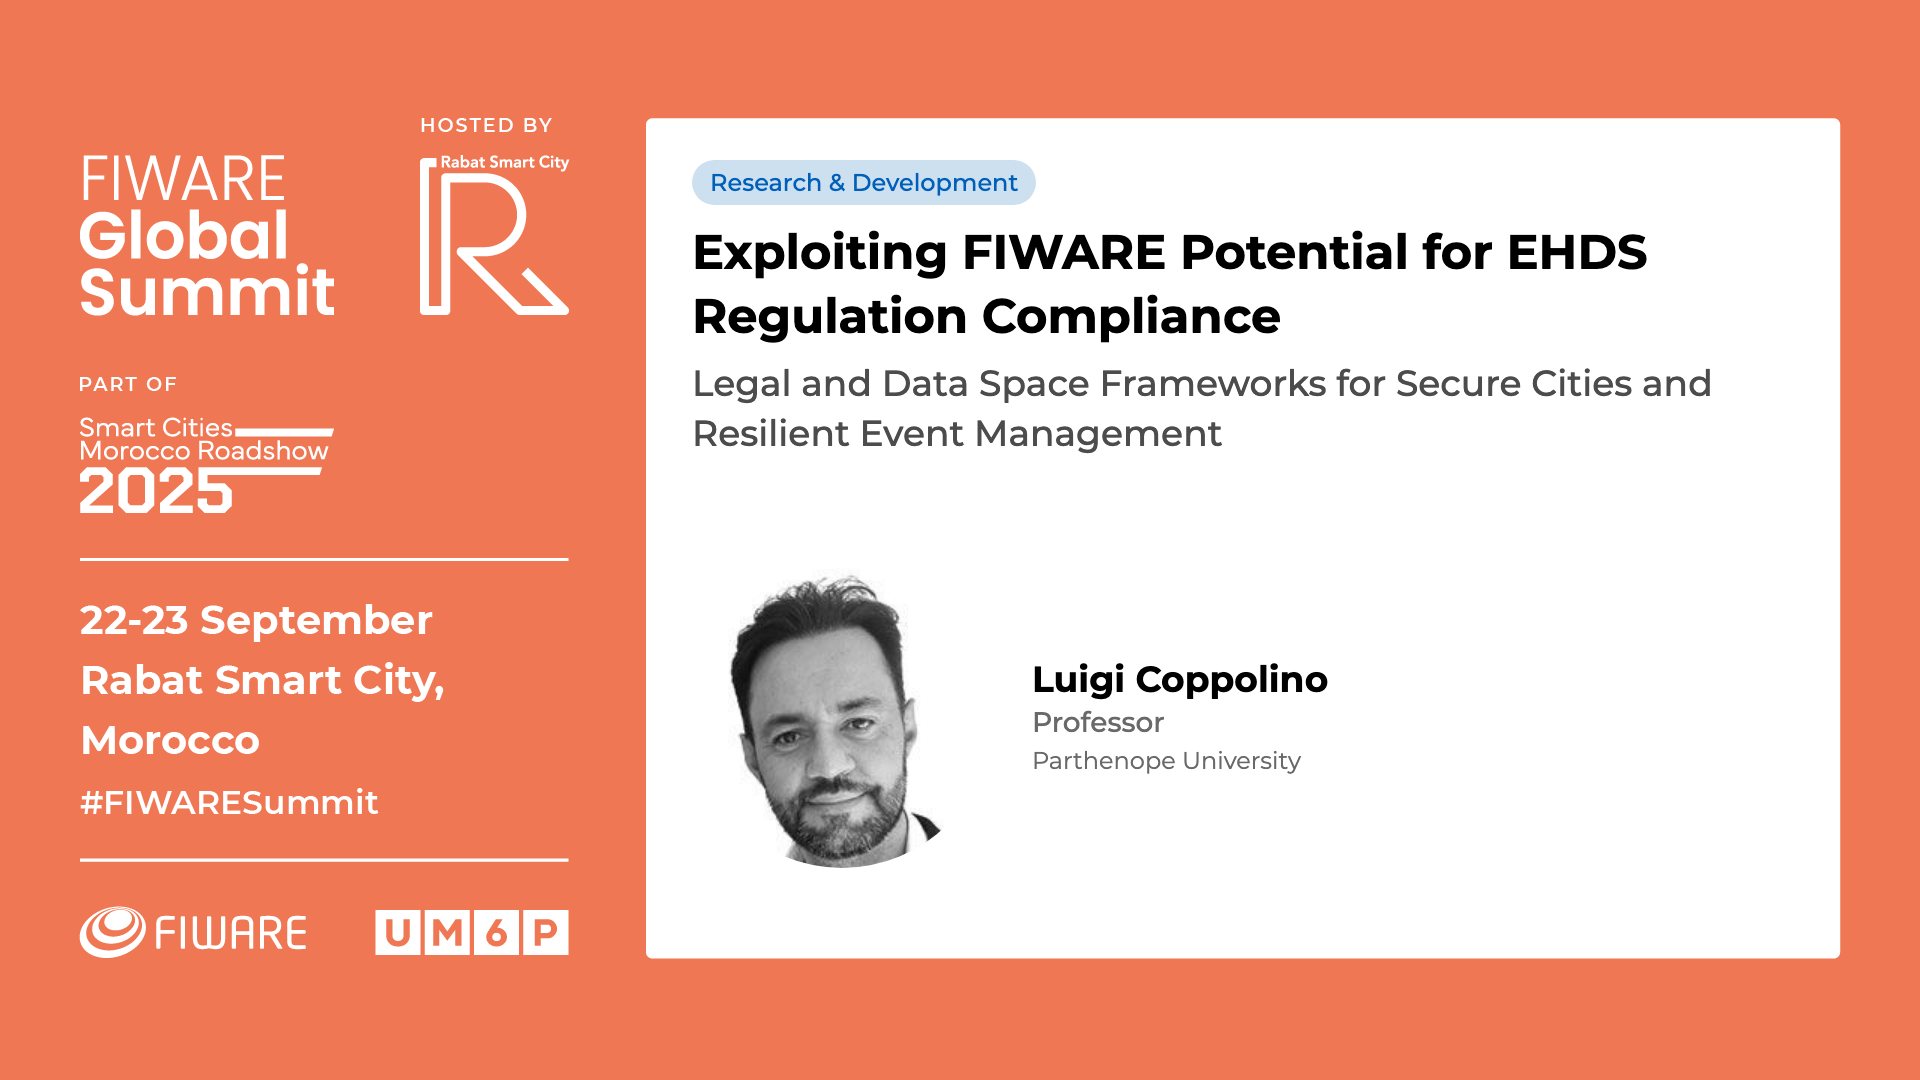 HOSTED BY
FIWARE
Global
Summit
Rabat Smart City
R
PART OF
Smart Cities
Morocco Roadshow
2025
22-23 September
Rabat Smart City,
Morocco
#FIWARESummit
FIWARE
UM6P
Research & Development
Exploiting FIWARE Potential for EHDS
Regulation Compliance
Legal and Data Space Frameworks for Secure Cities and
Resilient Event Management
Luigi Coppolino
Professor
Parthenope University